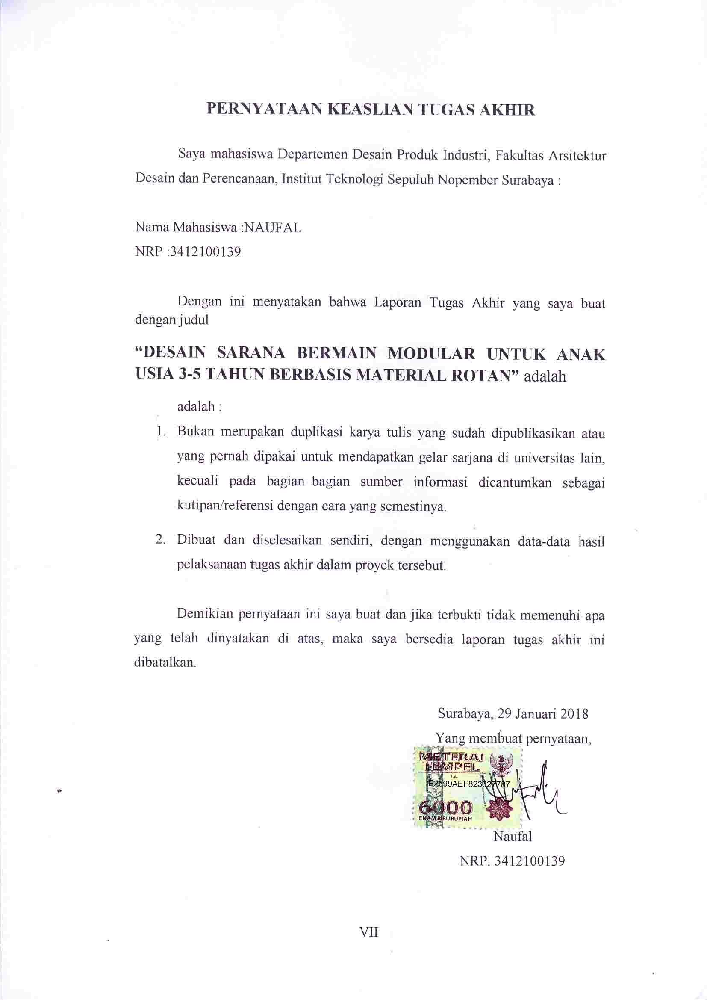 PERNYATAAN KEASLIAN TUGAS AKHIR
Saya mahasiswa Departemen Desain Produk Industri, Fakultas Arsitektur
Desain dan Perencanaan, Institut Teknologi Sepuluh Nopember Surabaya :
Nama Mahasiswa :NAUFAL
NRP :3412100139
Dengan ini menyatakan bahwa Laporan Tugas Akhir yang saya buat
dengan judul
“DESAIN SARANA BERMAIN MODULAR UNTUK ANAK
USIA 3-5 TAHUN BERBASIS MATERIAL ROTAN” adalah
adalah :
1. Bukan merupakan duplikasi karya tulis yang sudah dipublikasikan atau
yang pernah dipakai untuk mendapatkan gelar sarjana di universitas lain,
kecuali pada bagian–bagian sumber informasi dicantumkan sebagai
kutipan/referensi dengan cara yang semestinya.
2. Dibuat dan diselesaikan sendiri, dengan menggunakan data-data hasil
pelaksanaan tugas akhir dalam proyek tersebut.
Demikian pernyataan ini saya buat dan jika terbukti tidak memenuhi apa
yang telah dinyatakan di atas, maka saya bersedia laporan tugas akhir ini
dibatalkan.
Surabaya, 29 Januari 2018
Yang membuat pernyataan,
METERAI
TEMPEL
TGL
E2599AEF823627787
6000
ENAM RIBU RUPIAH
Naufal
NRP. 3412100139
VII